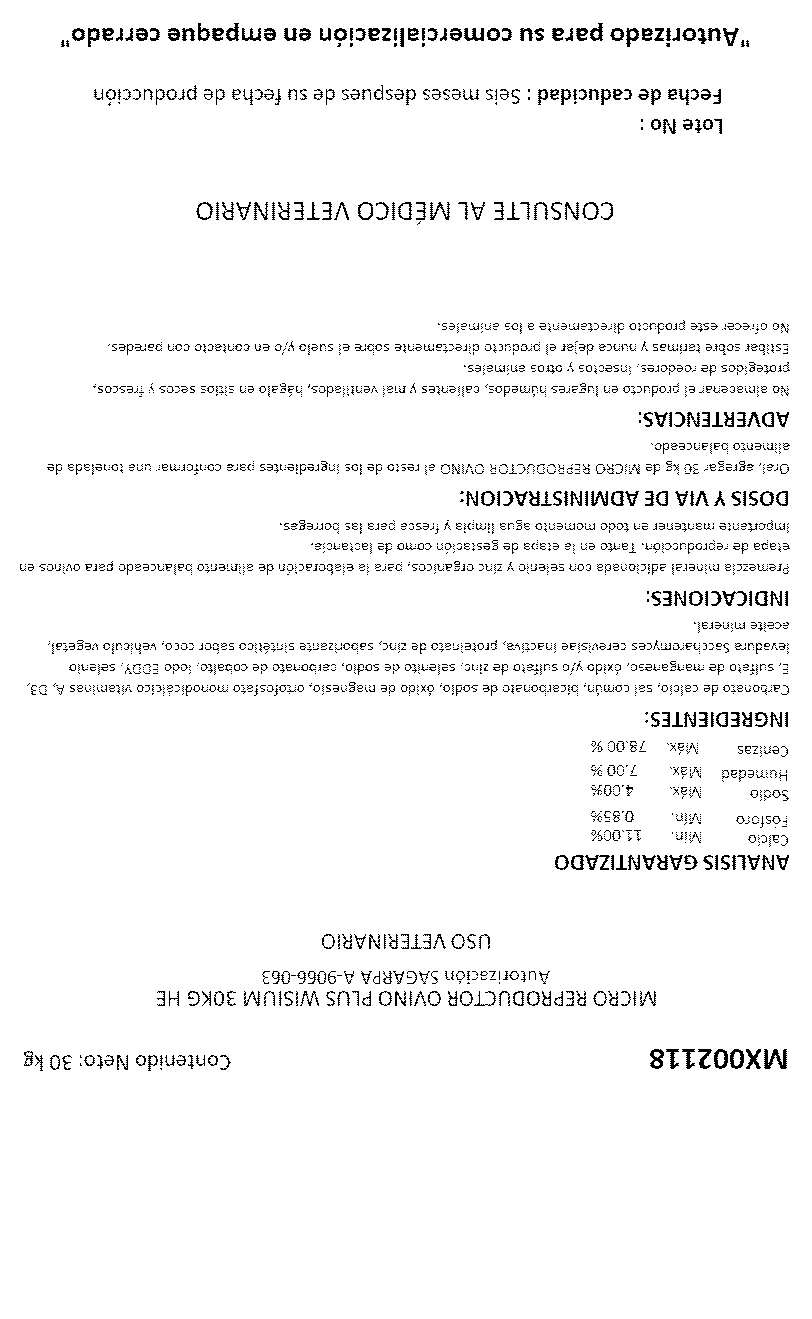 MX002118
Contenido Neto: 30 kg
MICRO REPRODUCTOR OVINO PLUS WISIUM 30KG HE
Autorización SAGARPA A-9066-063
USO VETERINARIO
ANALISIS GARANTIZADO
Calcio Min. 11.00%
Fósforo Mín. 0.85%
Sodio Máx. 4.00%
Humedad Máx. 7.00 %
Cenizas Máx. 78.00 %
INGREDIENTES:
Carbonato de calcio, sal común, bicarbonato de sodio, óxido de magnesio, ortofosfato monodicálcico vitaminas A, D3,
E, sulfato de manganeso, óxido y/o sulfato de zinc, selenito de sodio, carbonato de cobalto, Iodo EDDY, selenio
levadura Saccharomyces cerevisiae inactiva, proteinato de zinc, saborizante sintético sabor coco, vehículo vegetal,
aceite mineral.
INDICACIONES:
Premezcla mineral adicionada con selenio y zinc organicos, para la elaboración de alimento balanceado para ovinos en
etapa de reproducción. Tanto en la etapa de gestación como de lactancia.
Importante mantener en todo momento agua limpia y fresca para las borregas.
DOSIS Y VIA DE ADMINISTRACION:
Oral, agregar 30 kg de MICRO REPRODUCTOR OVINO al resto de los ingredientes para conformar una tonelada de
alimento balanceado.
ADVERTENCIAS:
No almacenar el producto en lugares húmedos, calientes y mal ventilados, hágalo en sitios secos y frescos,
protegidos de roedores, insectos y otros animales.
Estibar sobre tarimas y nunca dejar el producto directamente sobre el suelo y/o en contacto con paredes.
No ofrecer este producto directamente a los animales.
CONSULTE AL MÉDICO VETERINARIO
Lote No :
Fecha de caducidad : Seis meses despues de su fecha de producción
"Autorizado para su comercialización en empaque cerrado"